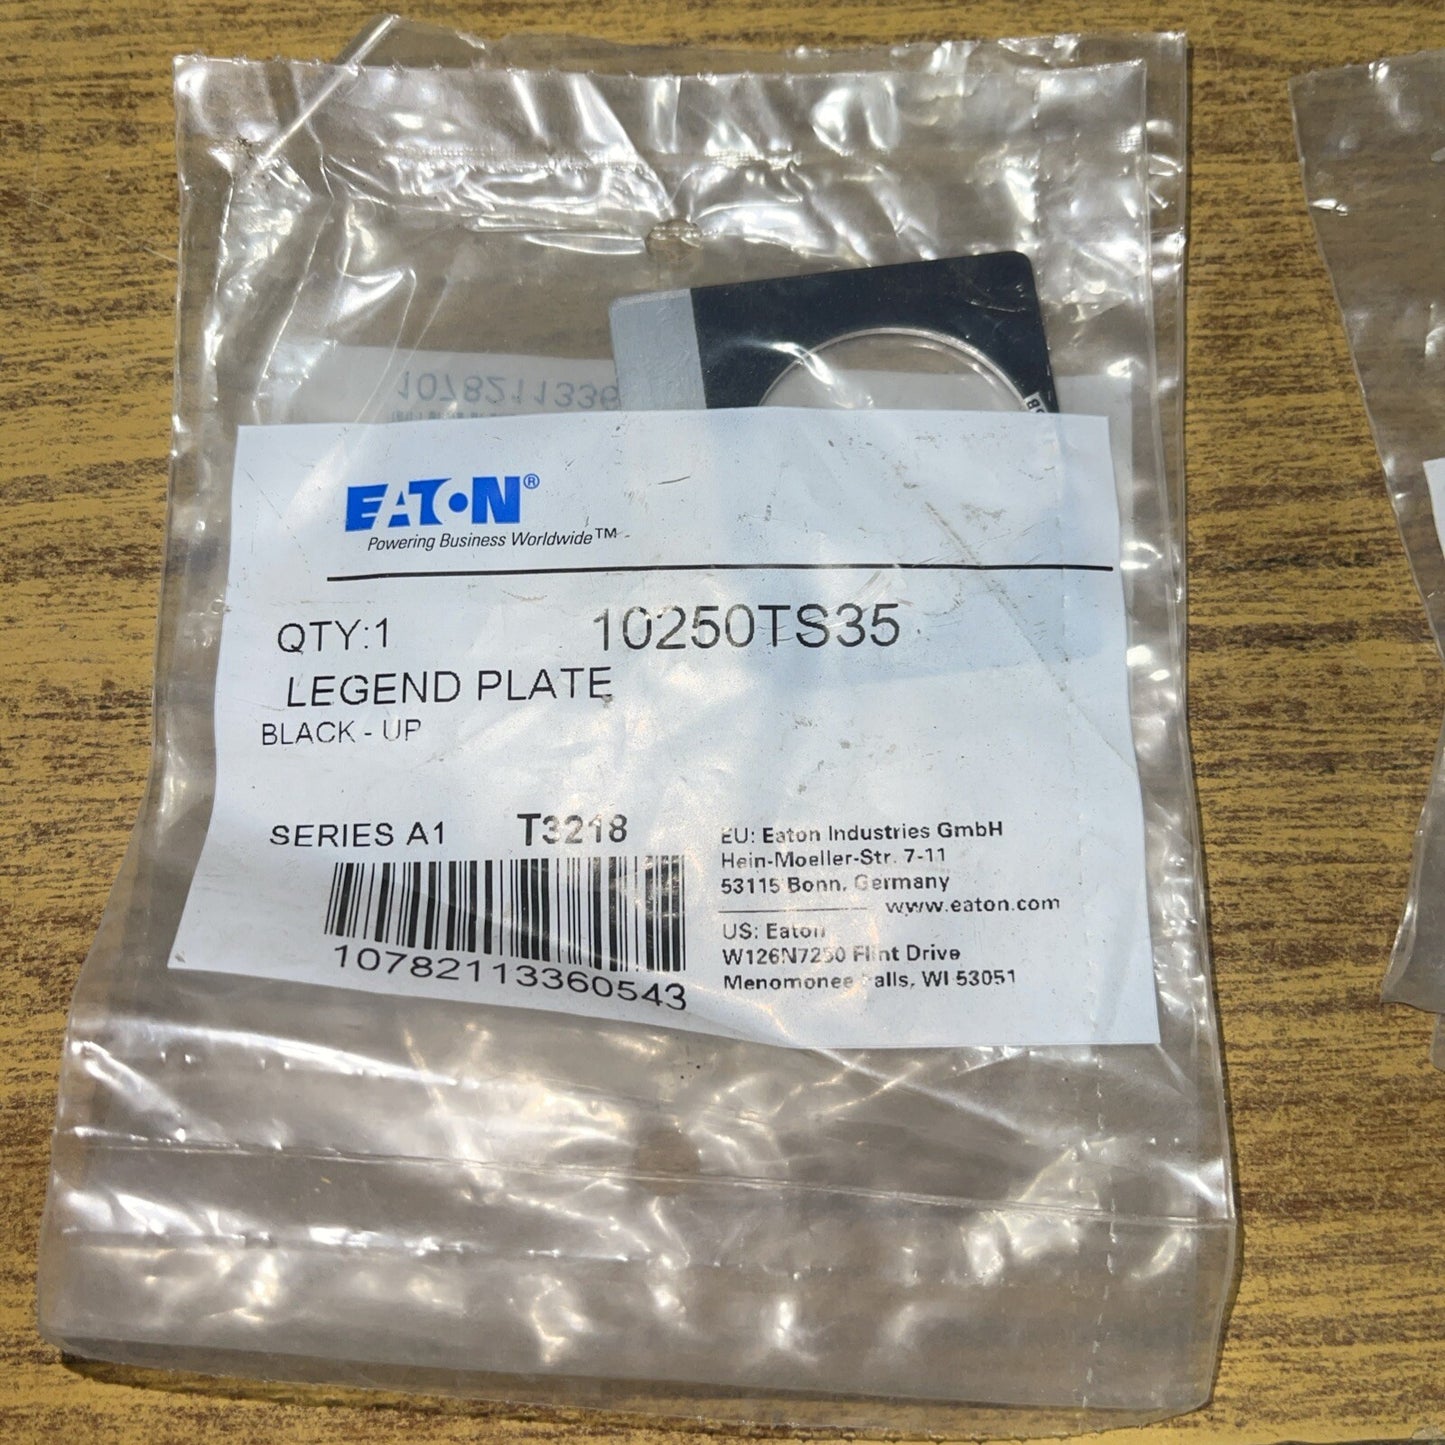 1078211336
EATON®
Powering Business Worldwide™
QTY:1 10250TS35
LEGEND PLATE
BLACK - UP
SERIES A1 T3218
10782113360543
EU: Eaton Industries GmbH
Hein-Moeller-Str. 7-11
53115 Bonn, Germany
www.eaton.com
US: Eaton
W126N7250 Flint Drive
Menomonee Falls, WI 53051